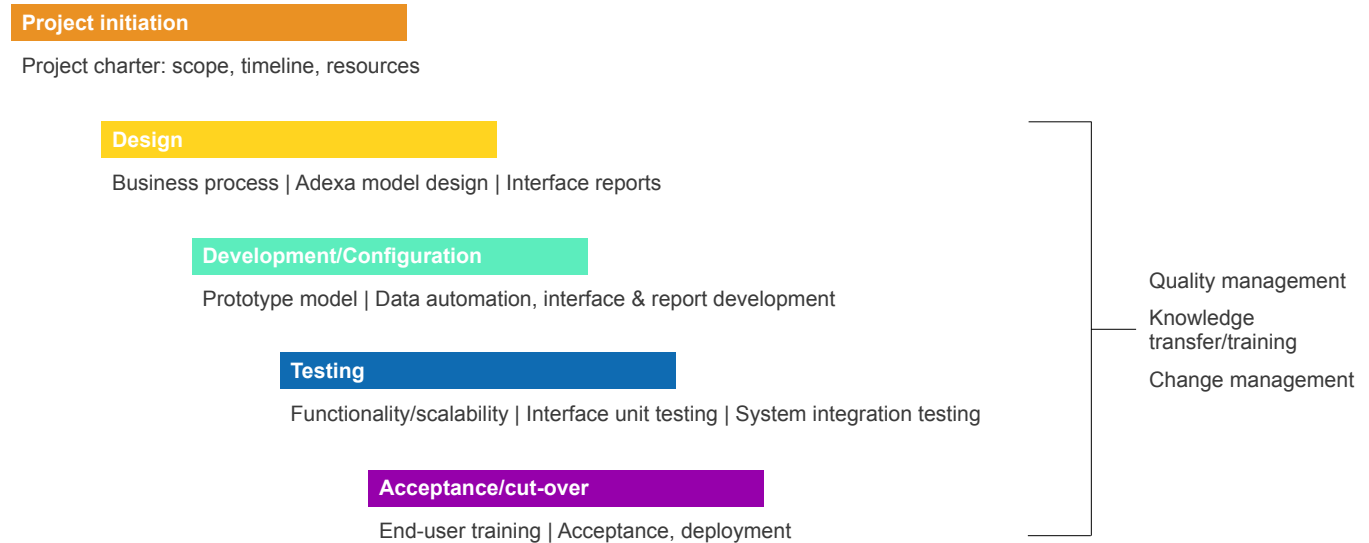 Project initiation
Project charter: scope, timeline, resources
Design
Business process | Adexa model design | Interface reports
Development/Configuration
Prototype model | Data automation, interface & report development
Testing
Functionality/scalability | Interface unit testing | System integration testing
Acceptance/cut-over
End-user training | Acceptance, deployment
Quality management
Knowledge
transfer/training
Change management